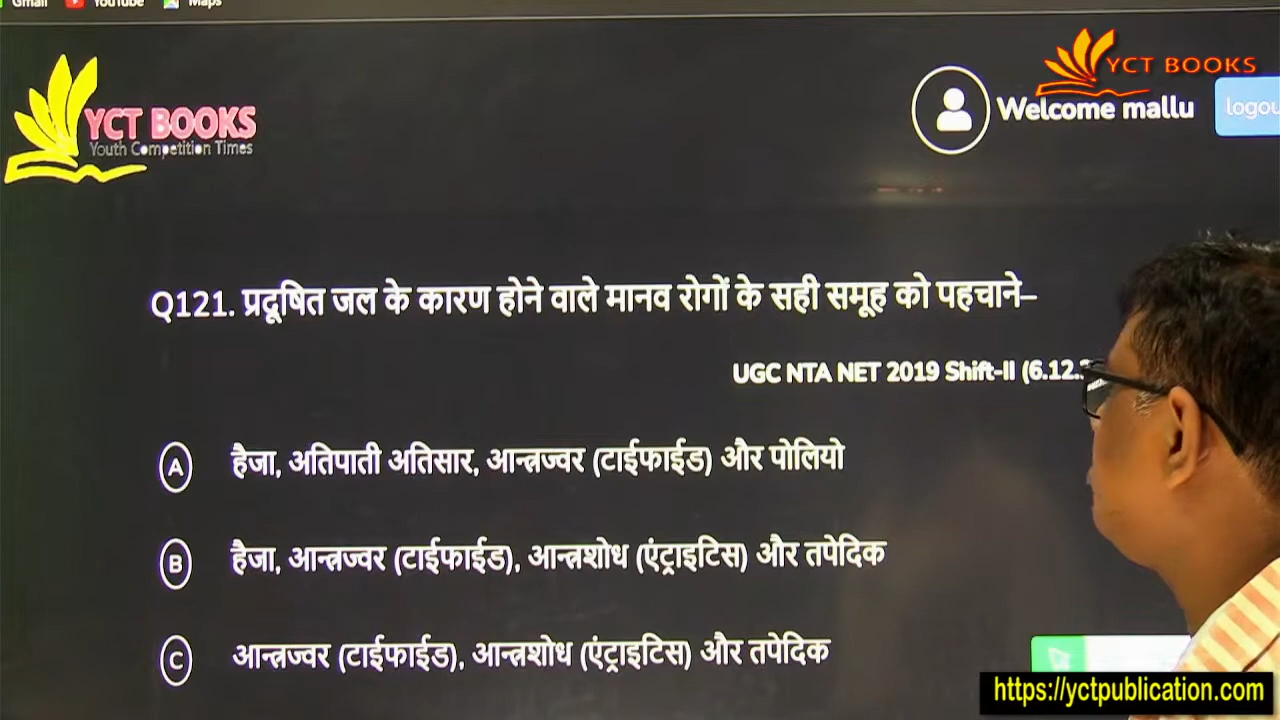 Gmail YouTube Maps
YCT BOOKS
YCT BOOKS
Youth Competition Times
Welcome mallu
Q121. प्रदूषित जल के कारण होने वाले मानव रोगों के सही समूह को पहचाने–
UGC NTA NET 2019 Shift-II (6.12.
A हैजा, अतिपाती अतिसार, आन्त्रज्वर (टाईफाईड) और पोलियो
B हैजा, आन्त्रज्वर (टाईफाईड), आन्त्रशोध (एंट्राइटिस) और तपेदिक
C आन्त्रज्वर (टाईफाईड), आन्त्रशोध (एंट्राइटिस) और तपेदिक
https://yctpublication.com